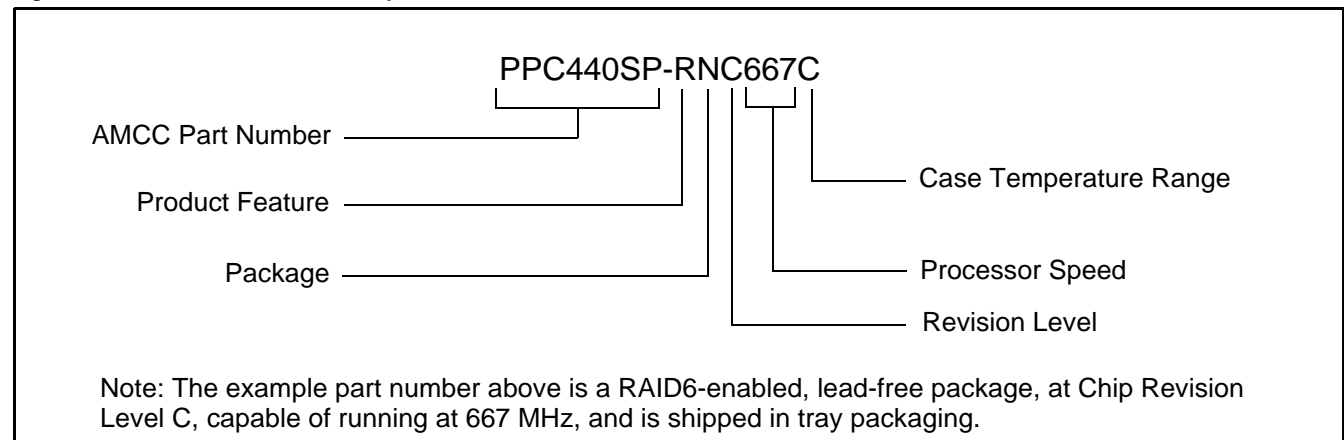 PPC440SP-RNC667C
AMCC Part Number
Case Temperature Range
Product Feature
Package
Processor Speed
Revision Level
Note: The example part number above is a RAID6-enabled, lead-free package, at Chip Revision
Level C, capable of running at 667 MHz, and is shipped in tray packaging.